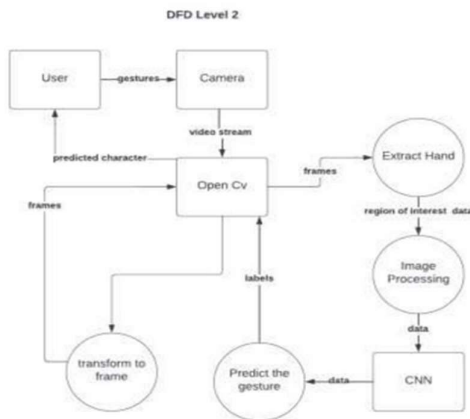 DFD Level 2
User
gestures
Camera
video stream
predicted character
Open Cv
frames
Extract Hand
frames
region of interest data
labels
Image
Processing
data
transform to
frame
Predict the
gesture
data
CNN